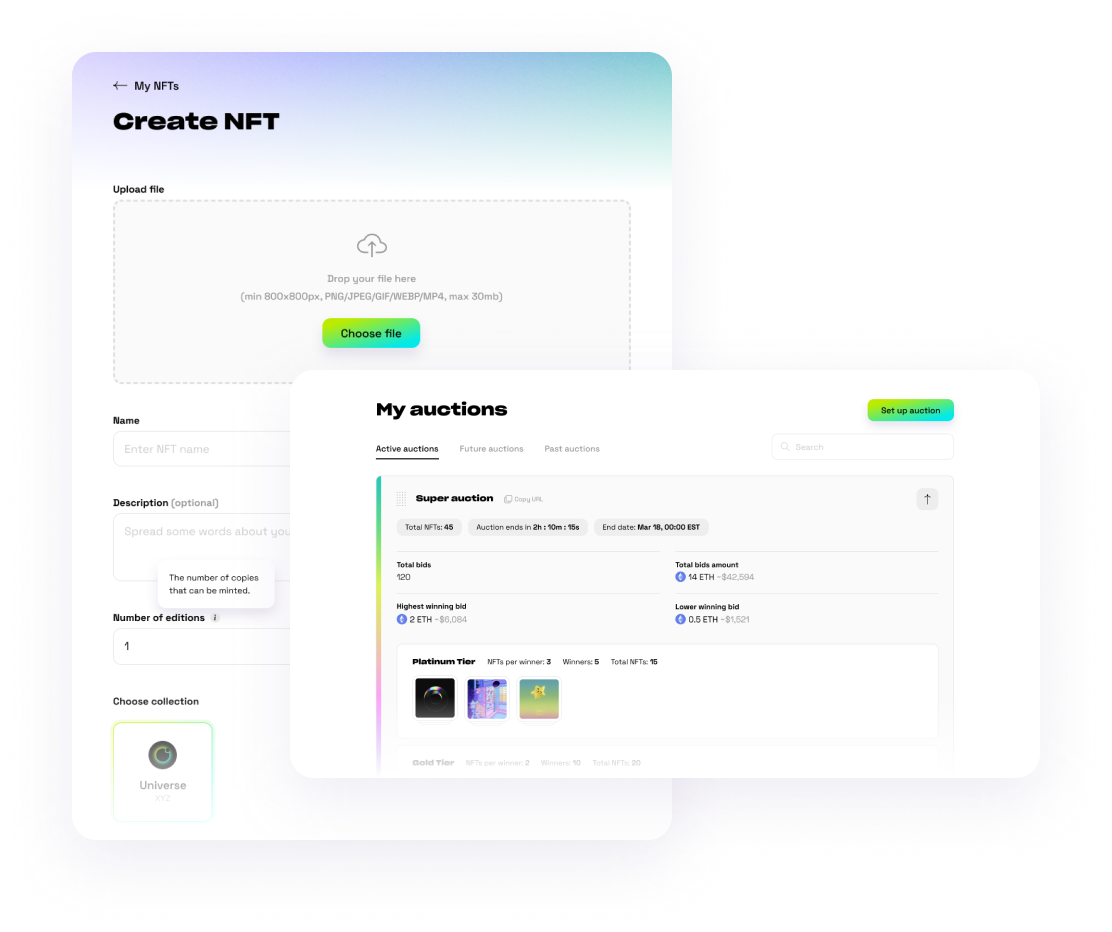 My NFTs
Create NFT
Upload file
Drop your file here
(min 800x800px, PNG/JPEG/GIF/WEBP/MP4, max 30mb)
Choose file
Name
Enter NFT name
Description (optional)
Spread some words about you
The number of copies
that can be minted.
Number of editions i
1
Choose collection
Universe
XYZ
My auctions
Set up auction
Active auctions Future auctions Past auctions
Search
Super auction Copy URL
Total NFTs: 45 Auction ends in 2h : 10m : 15s End date: Mar 18, 00:00 EST
Total bids
120
Total bids amount
14 ETH ~$42,594
Highest winning bid
2 ETH ~$6,084
Lower winning bid
0.5 ETH ~$1,521
Platinum Tier NFTs per winner: 3 Winners: 5 Total NFTs: 15
Gold Tier NFTs per winner: 2 Winners: 10 Total NFTs: 20